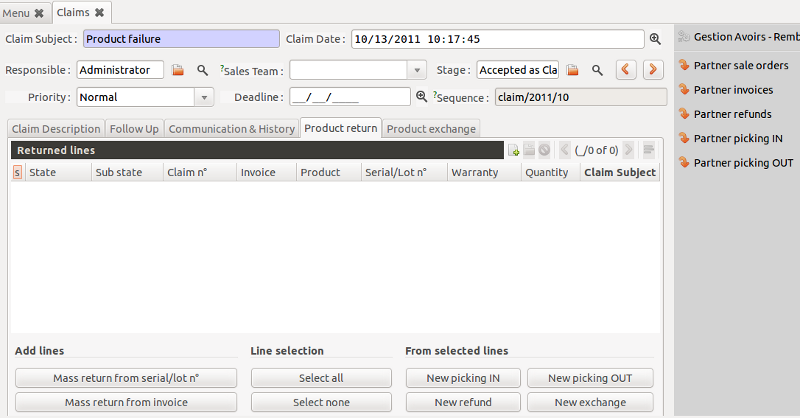 Menu ✖ Claims ✖
Claim Subject : Product failure Claim Date : 10/13/2011 10:17:45
Responsible : Administrator ?Sales Team : Stage : Accepted as Cla
Priority : Normal Deadline : __/__/____ ?Sequence : claim/2011/10
Claim Description Follow Up Communication & History Product return Product exchange
Returned lines (_/0 of 0)
s State Sub state Claim n° Invoice Product Serial/Lot n° Warranty Quantity Claim Subject
Add lines Line selection From selected lines
Mass return from serial/lot n° Select all New picking IN New picking OUT
Mass return from invoice Select none New refund New exchange
Gestion Avoirs - Remb
Partner sale orders
Partner invoices
Partner refunds
Partner picking IN
Partner picking OUT